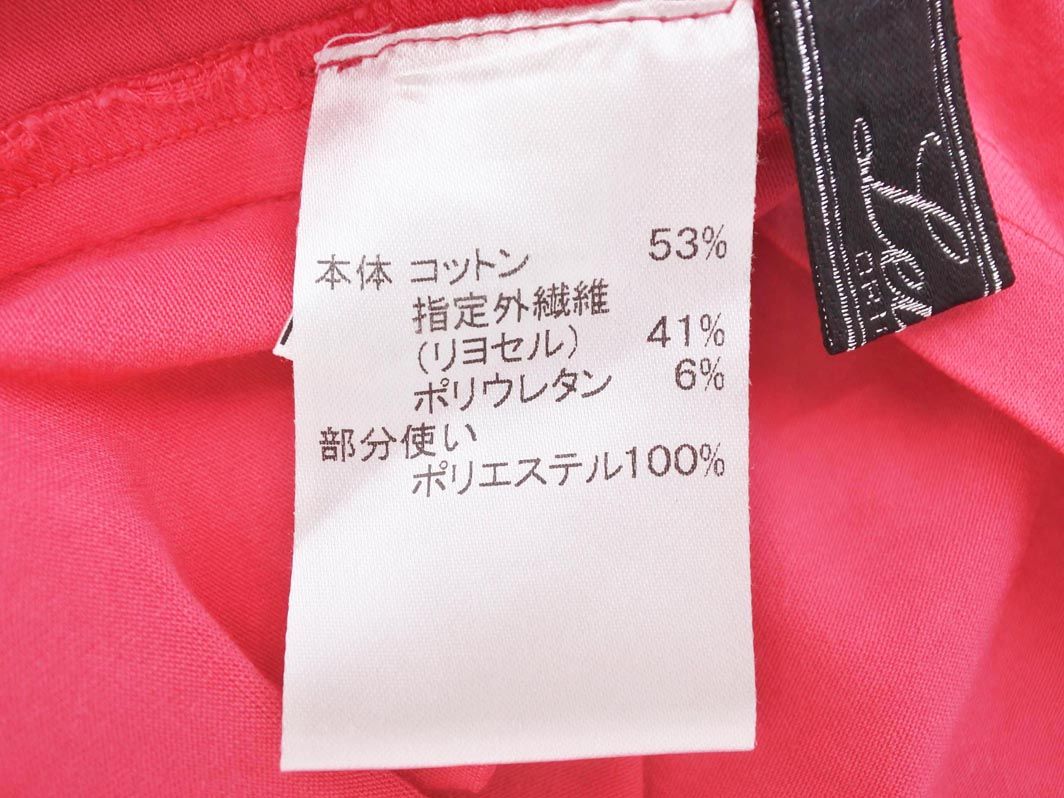 本体 コットン 53%
指定外繊維
(リヨセル) 41%
ポリウレタン 6%
部分使い
ポリエステル100%